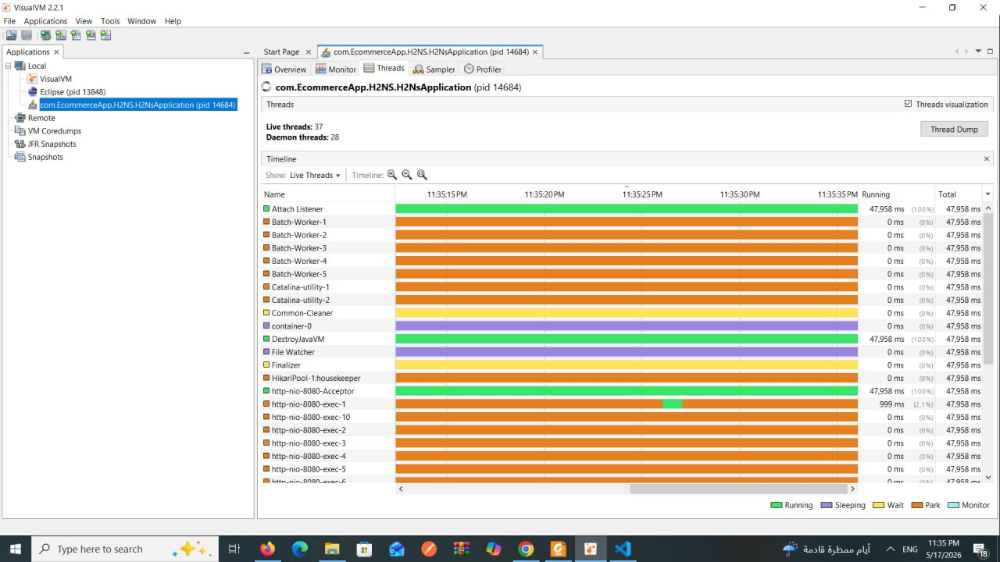 VisualVM 2.2.1
File Applications View Tools Window Help
Applications
Start Page
com.EcommerceApp.H2NS.H2NsApplication (pid 14684)
Local
VisualVM
Eclipse (pid 13848)
com.EcommerceApp.H2NS.H2NsApplication (pid 14684)
Remote
VM Coredumps
JFR Snapshots
Snapshots
Overview Monitor Threads Sampler Profiler
com.EcommerceApp.H2NS.H2NsApplication (pid 14684)
Threads Threads visualization
Live threads: 37
Daemon threads: 28
Thread Dump
Timeline
Show: Live Threads Timeline:
Name 11:35:15 PM 11:35:20 PM 11:35:25 PM 11:35:30 PM 11:35:35 PM Running Total
Attach Listener 47,958 ms (100%) 47,958 ms
Batch-Worker-1 0 ms (0%) 47,958 ms
Batch-Worker-2 0 ms (0%) 47,958 ms
Batch-Worker-3 0 ms (0%) 47,958 ms
Batch-Worker-4 0 ms (0%) 47,958 ms
Batch-Worker-5 0 ms (0%) 47,958 ms
Catalina-utility-1 0 ms (0%) 47,958 ms
Catalina-utility-2 0 ms (0%) 47,958 ms
Common-Cleaner 0 ms (0%) 47,958 ms
container-0 0 ms (0%) 47,958 ms
DestroyJavaVM 47,958 ms (100%) 47,958 ms
File Watcher 0 ms (0%) 47,958 ms
Finalizer 0 ms (0%) 47,958 ms
HikariPool-1:housekeeper 0 ms (0%) 47,958 ms
http-nio-8080-Acceptor 47,958 ms (100%) 47,958 ms
http-nio-8080-exec-1 999 ms (2.1%) 47,958 ms
http-nio-8080-exec-10 0 ms (0%) 47,958 ms
http-nio-8080-exec-2 0 ms (0%) 47,958 ms
http-nio-8080-exec-3 0 ms (0%) 47,958 ms
http-nio-8080-exec-4 0 ms (0%) 47,958 ms
http-nio-8080-exec-5 0 ms (0%) 47,958 ms
http-nio-8080-exec-6 0 ms (0%) 47,958 ms
Running Sleeping Wait Park Monitor
Type here to search
أيام ممطرة قادمة
ENG
11:35 PM
5/17/2026
18